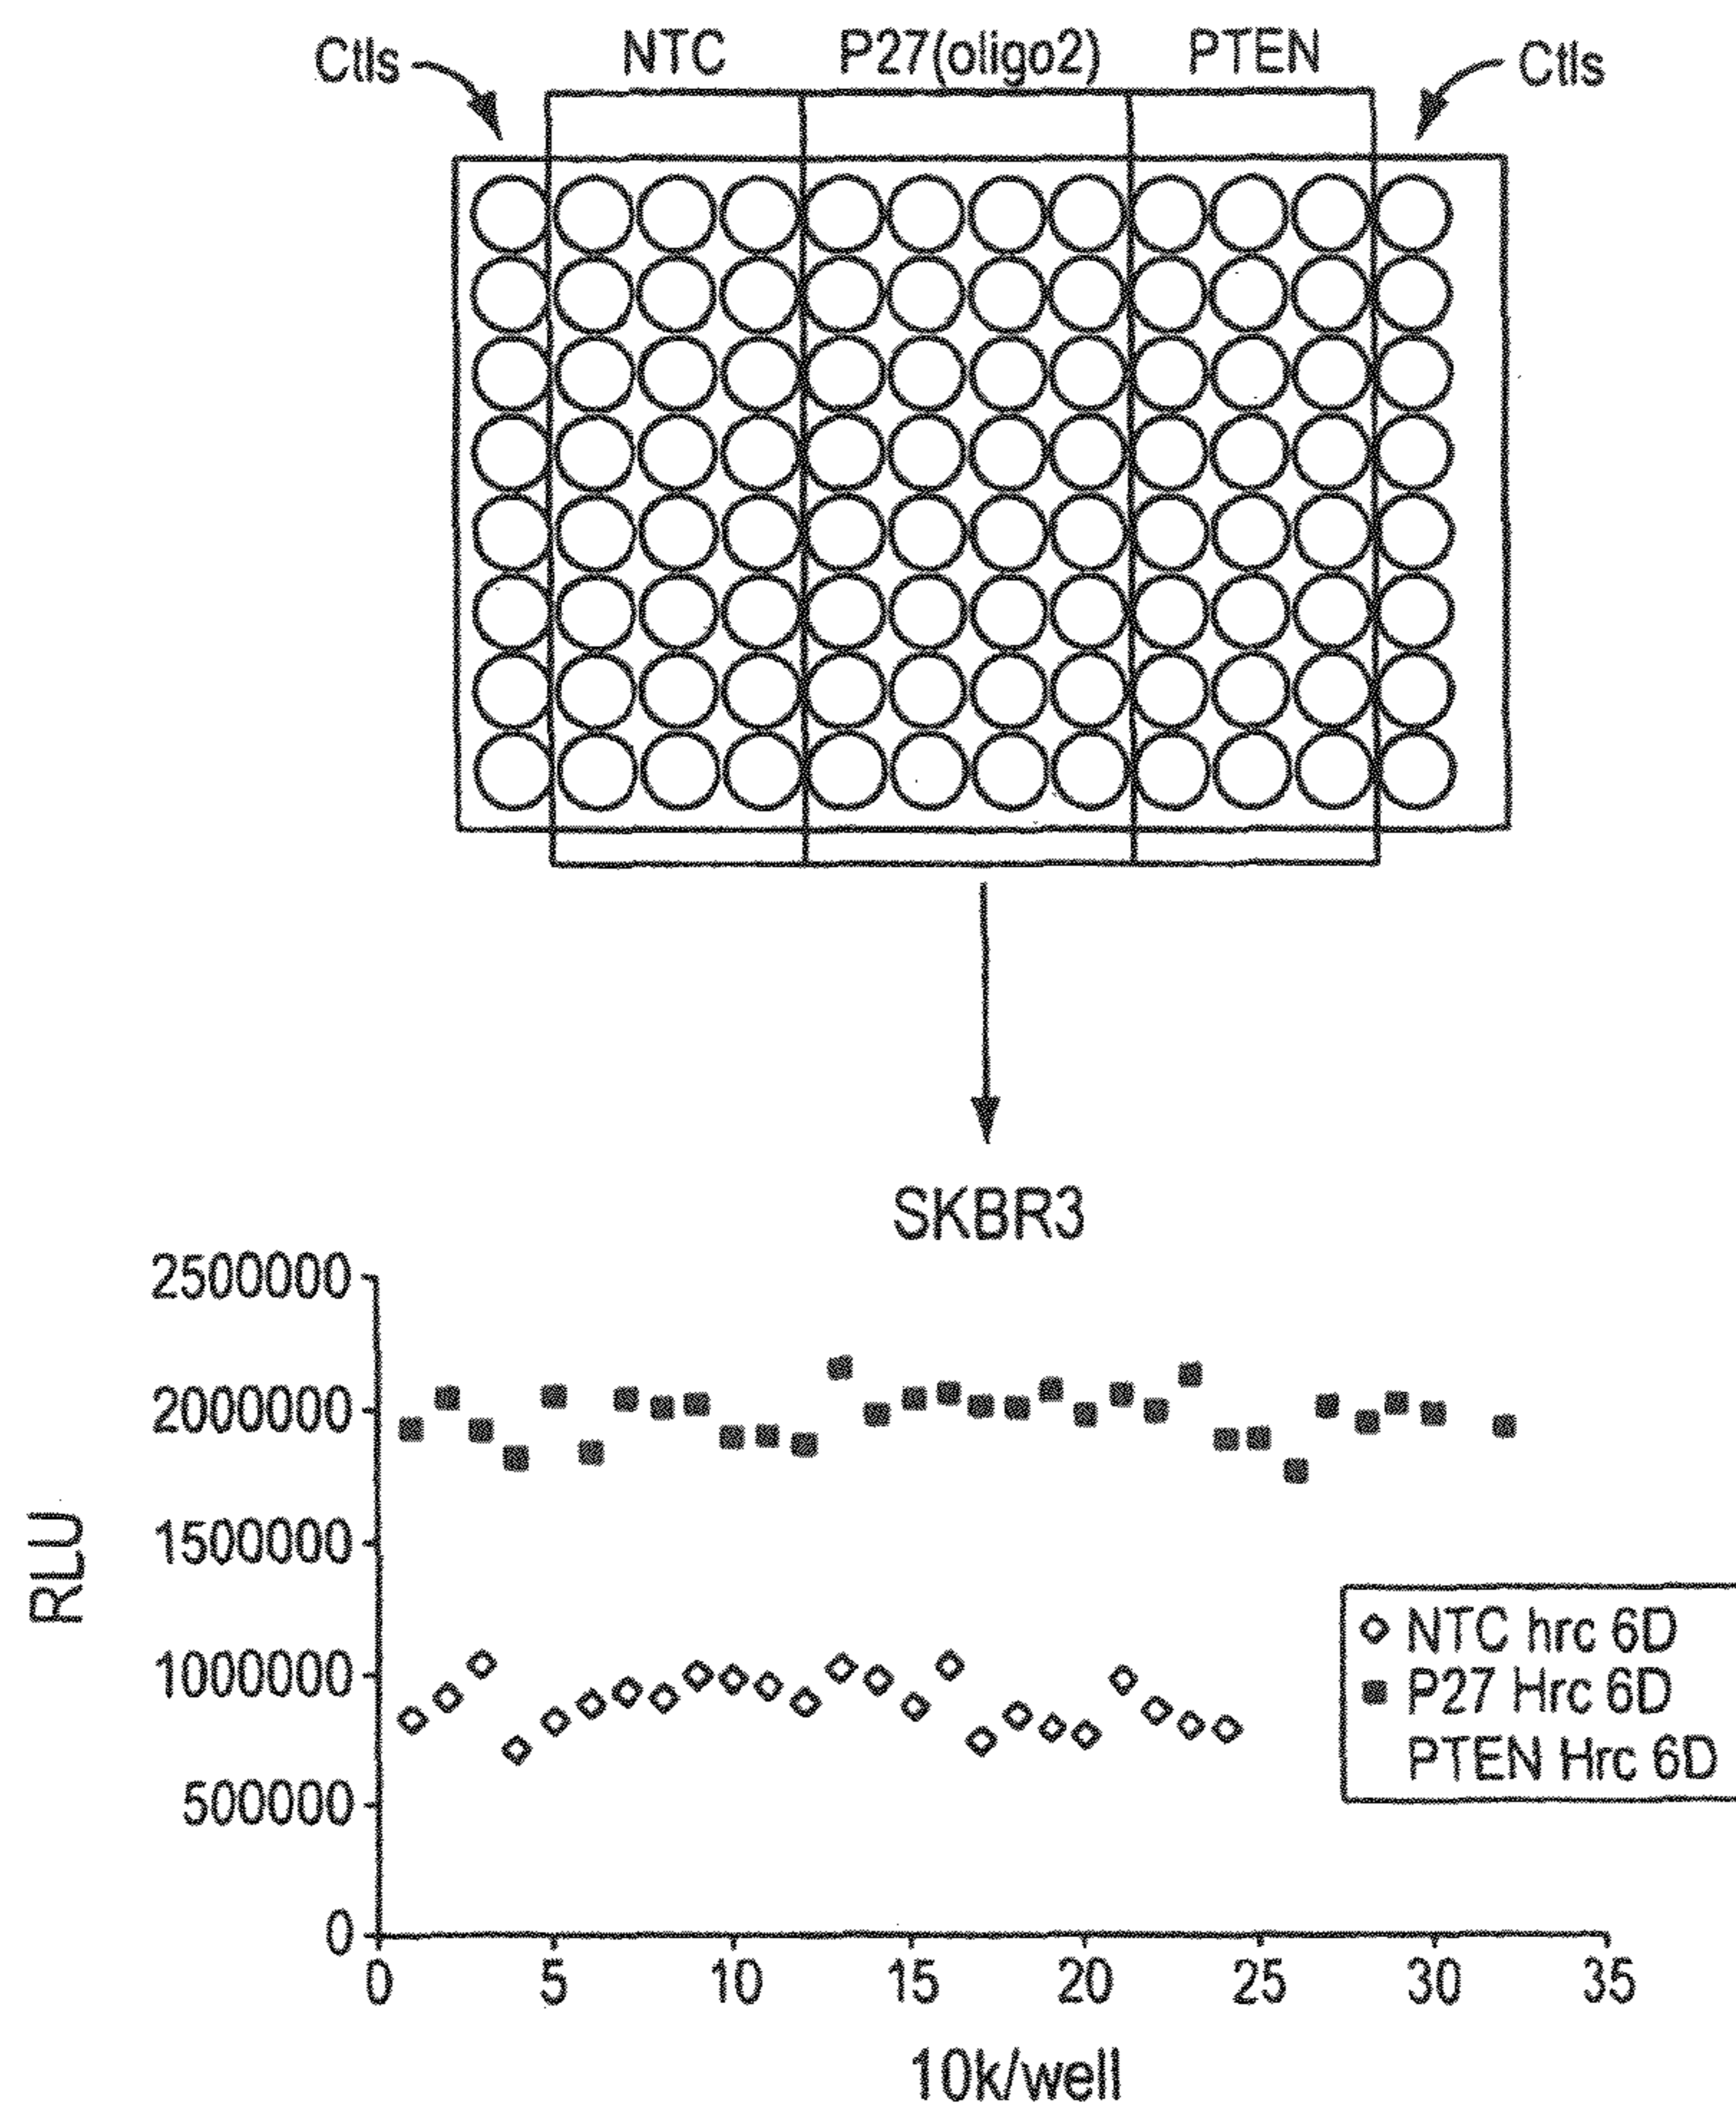 Ctls NTC P27(oligo2) PTEN Ctls
SKBR3
2500000
2000000
1500000
1000000
500000
0
RLU
0 5 10 15 20 25 30 35
10k/well
NTC hrc 6D
P27 Hrc 6D
PTEN Hrc 6D